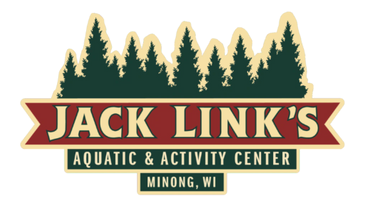 JACK LINK'S
AQUATIC & ACTIVITY CENTER
MINONG, WI